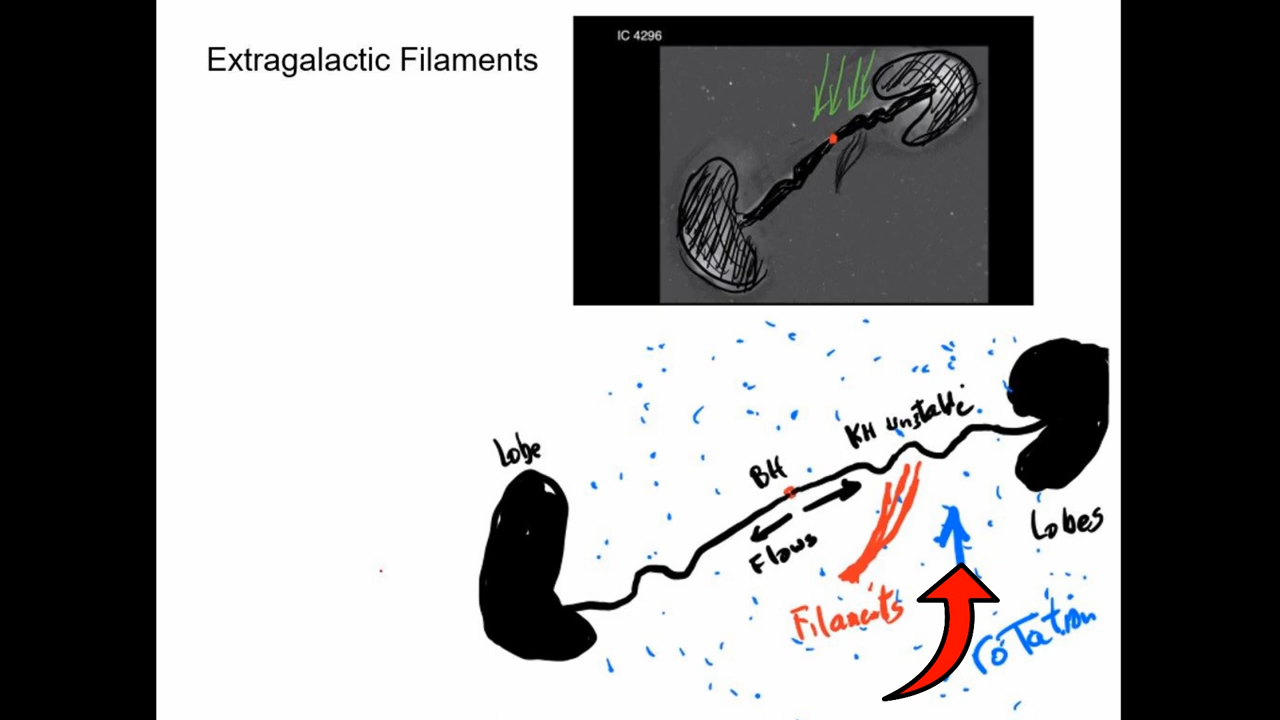 IC 4296
Extragalactic Filaments
KH unstable
Lobe
BH
Lobes
Flows
Filaments
rotation